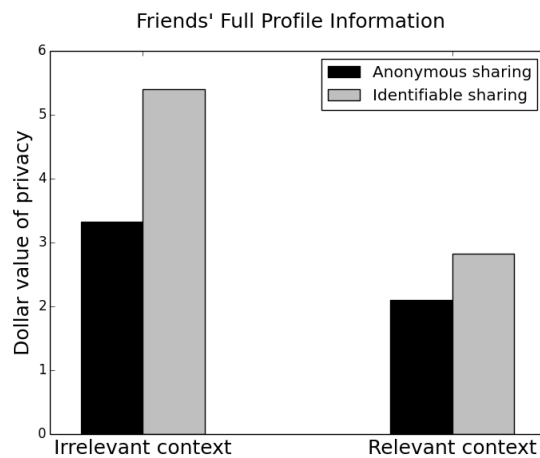 Friends' Full Profile Information
Anonymous sharing
Identifiable sharing
Dollar value of privacy
6
5
4
3
2
1
0
Irrelevant context
Relevant context